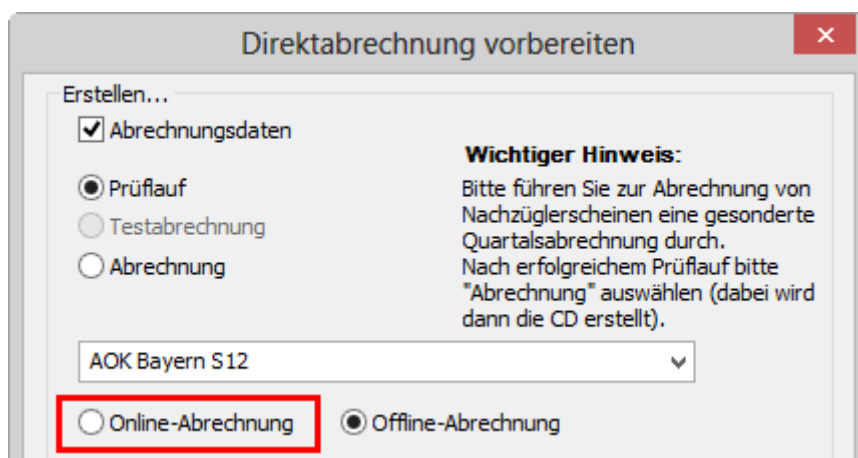 Direktabrechnung vorbereiten
Erstellen...
Abrechnungsdaten
Prüflauf
Testabrechnung
Abrechnung
Wichtiger Hinweis:
Bitte führen Sie zur Abrechnung von
Nachzüglerscheinen eine gesonderte
Quartalsabrechnung durch.
Nach erfolgreichem Prüflauf bitte
"Abrechnung" auswählen (dabei wird
dann die CD erstellt).
AOK Bayern S12
Online-Abrechnung Offline-Abrechnung